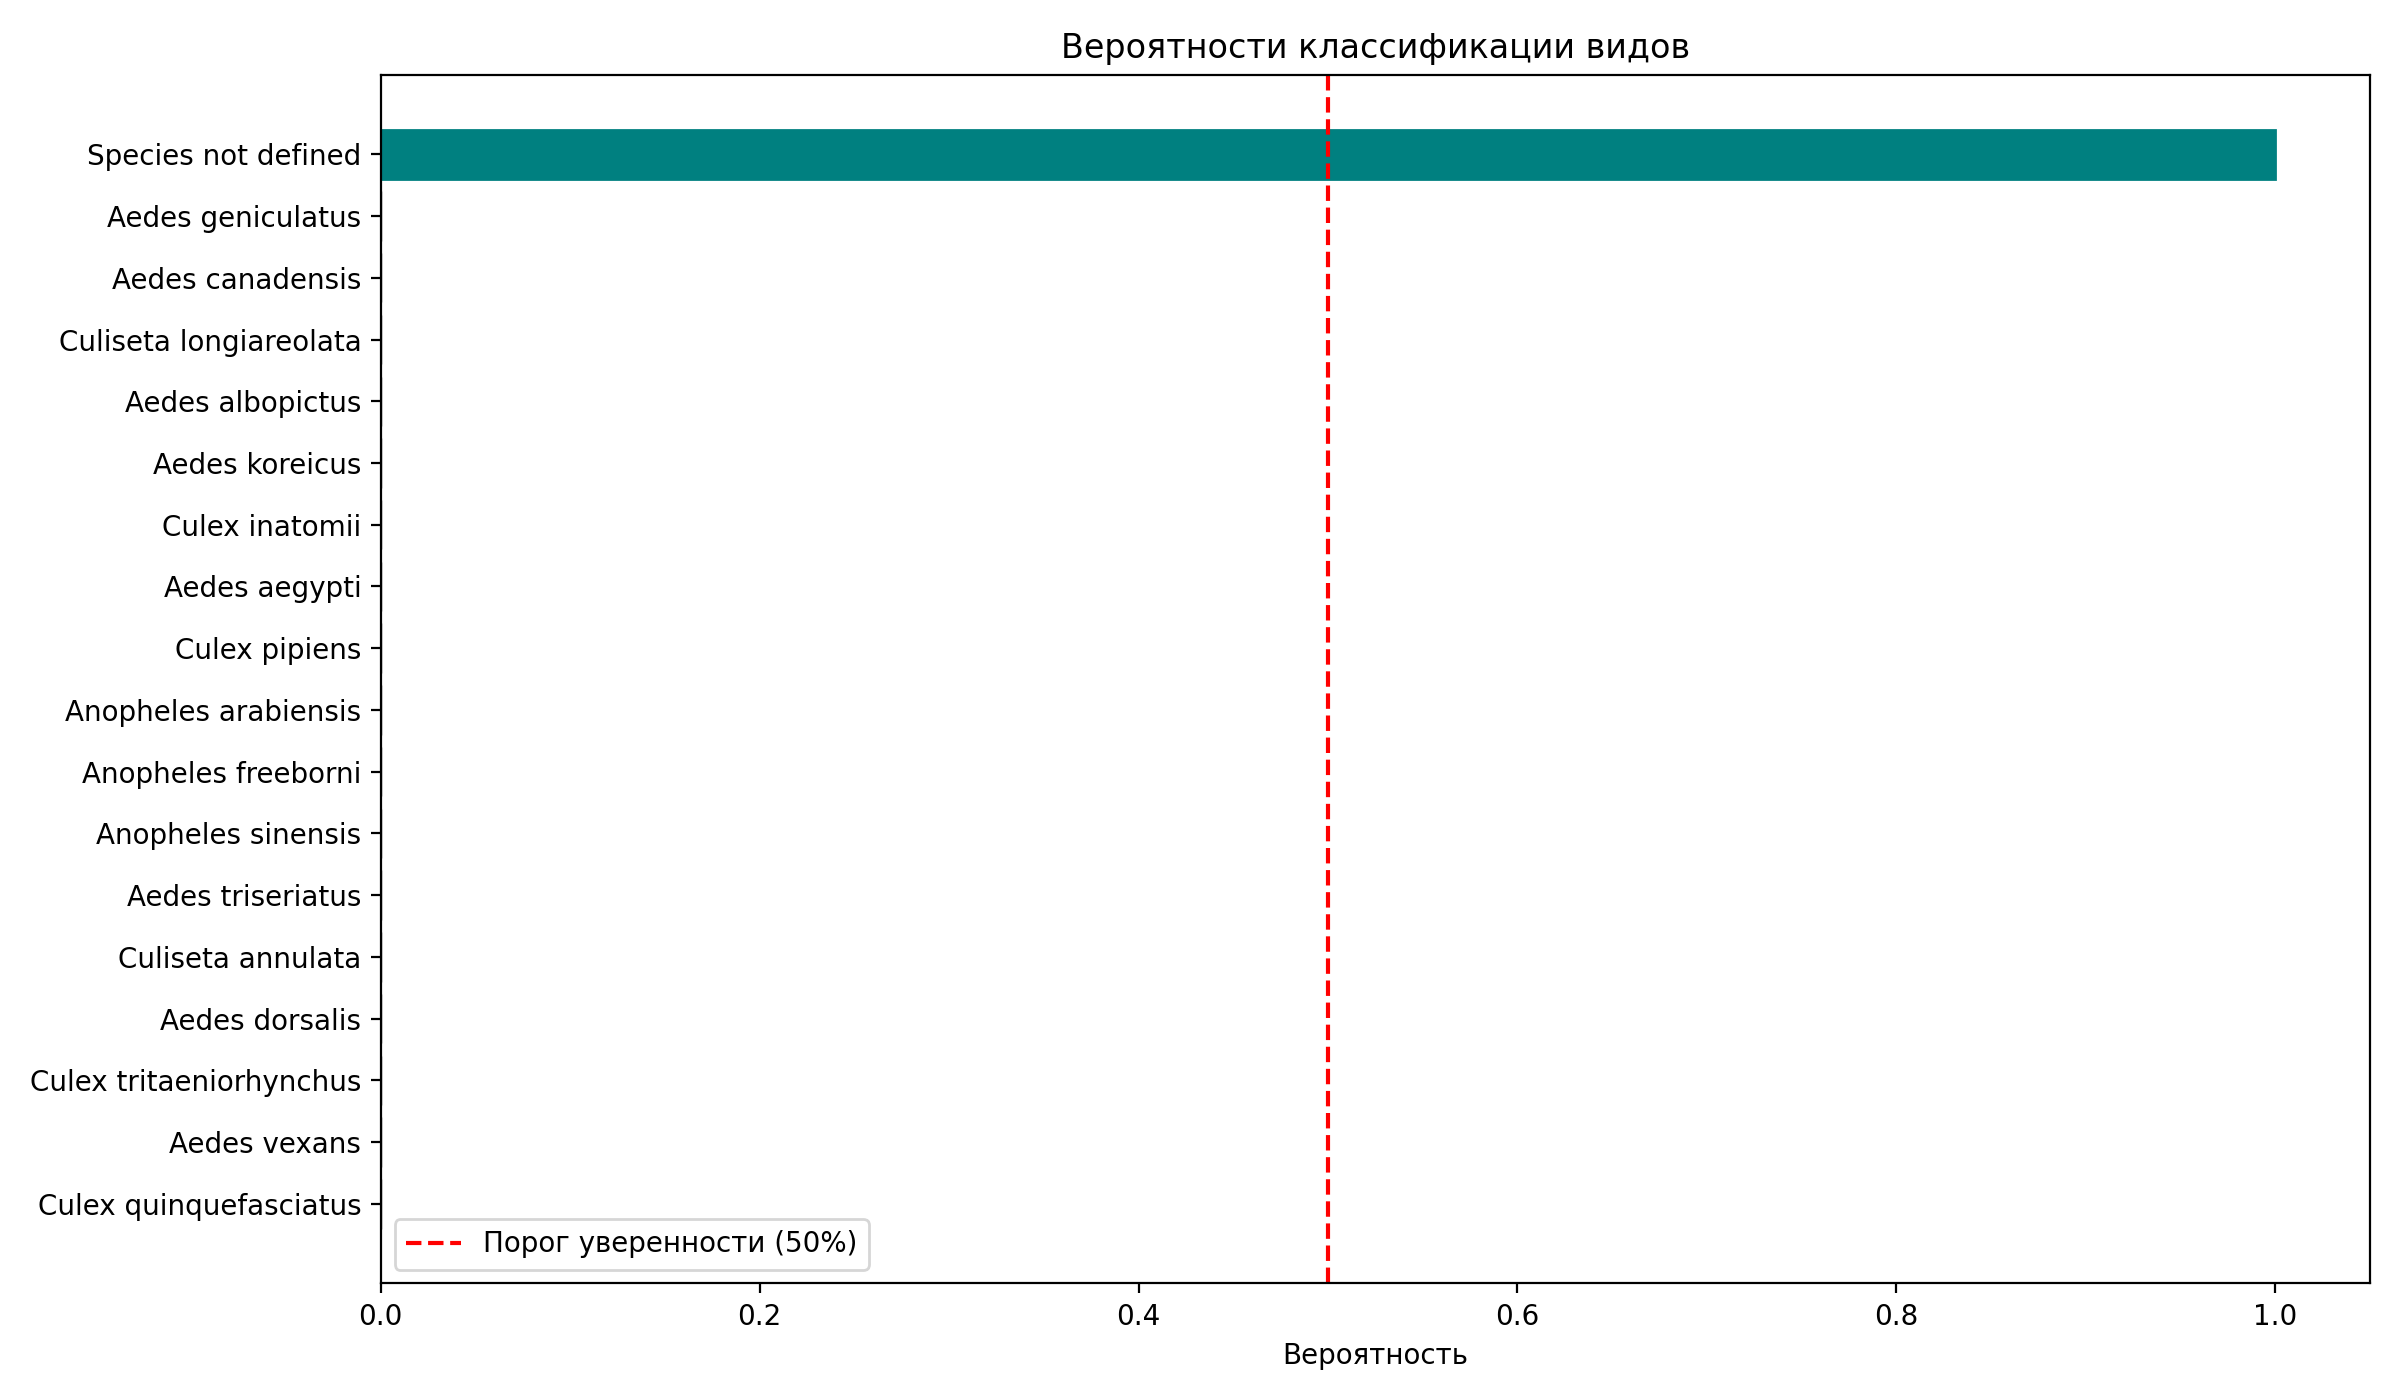 Вероятности классификации видов
Species not defined
Aedes geniculatus
Aedes canadensis
Culiseta longiareolata
Aedes albopictus
Aedes koreicus
Culex inatomii
Aedes aegypti
Culex pipiens
Anopheles arabiensis
Anopheles freeborni
Anopheles sinensis
Aedes triseriatus
Culiseta annulata
Aedes dorsalis
Culex tritaeniorhynchus
Aedes vexans
Culex quinquefasciatus
Порог уверенности (50%)
0.0 0.2 0.4 0.6 0.8 1.0
Вероятность